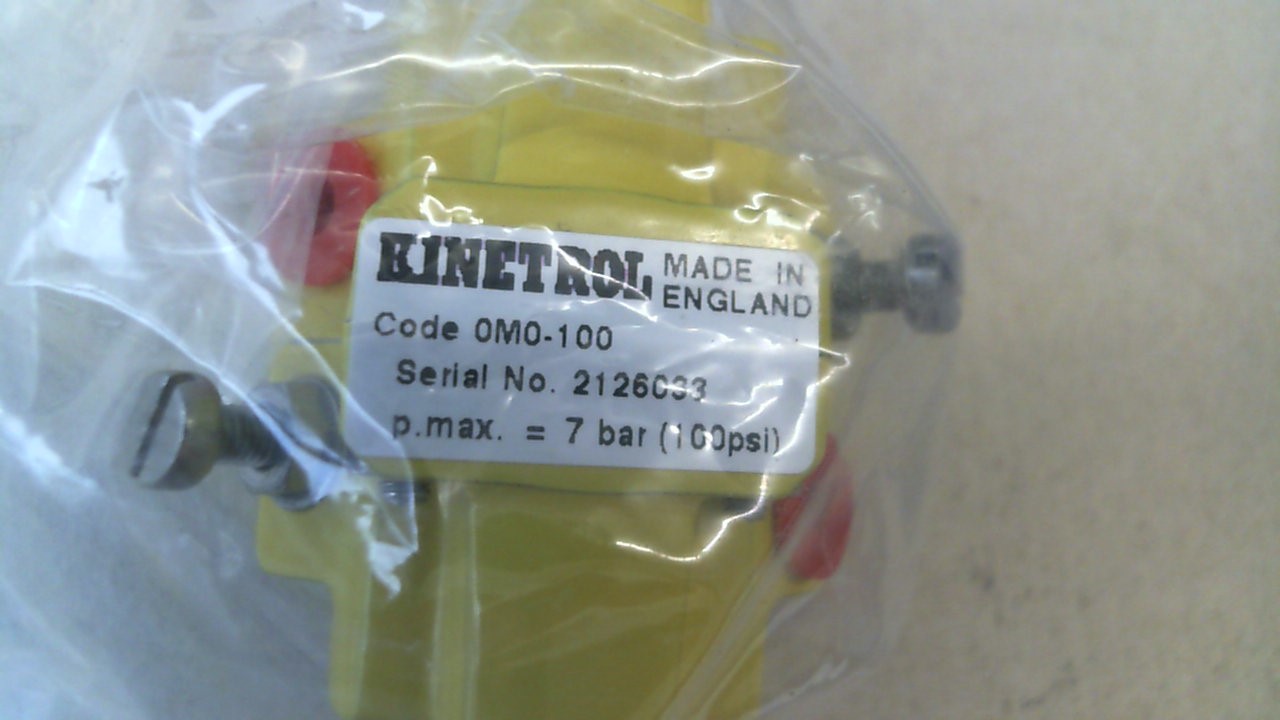 KINETROL MADE IN
ENGLAND
Code 0M0-100
Serial No. 2126033
p.max. = 7 bar (100psi)